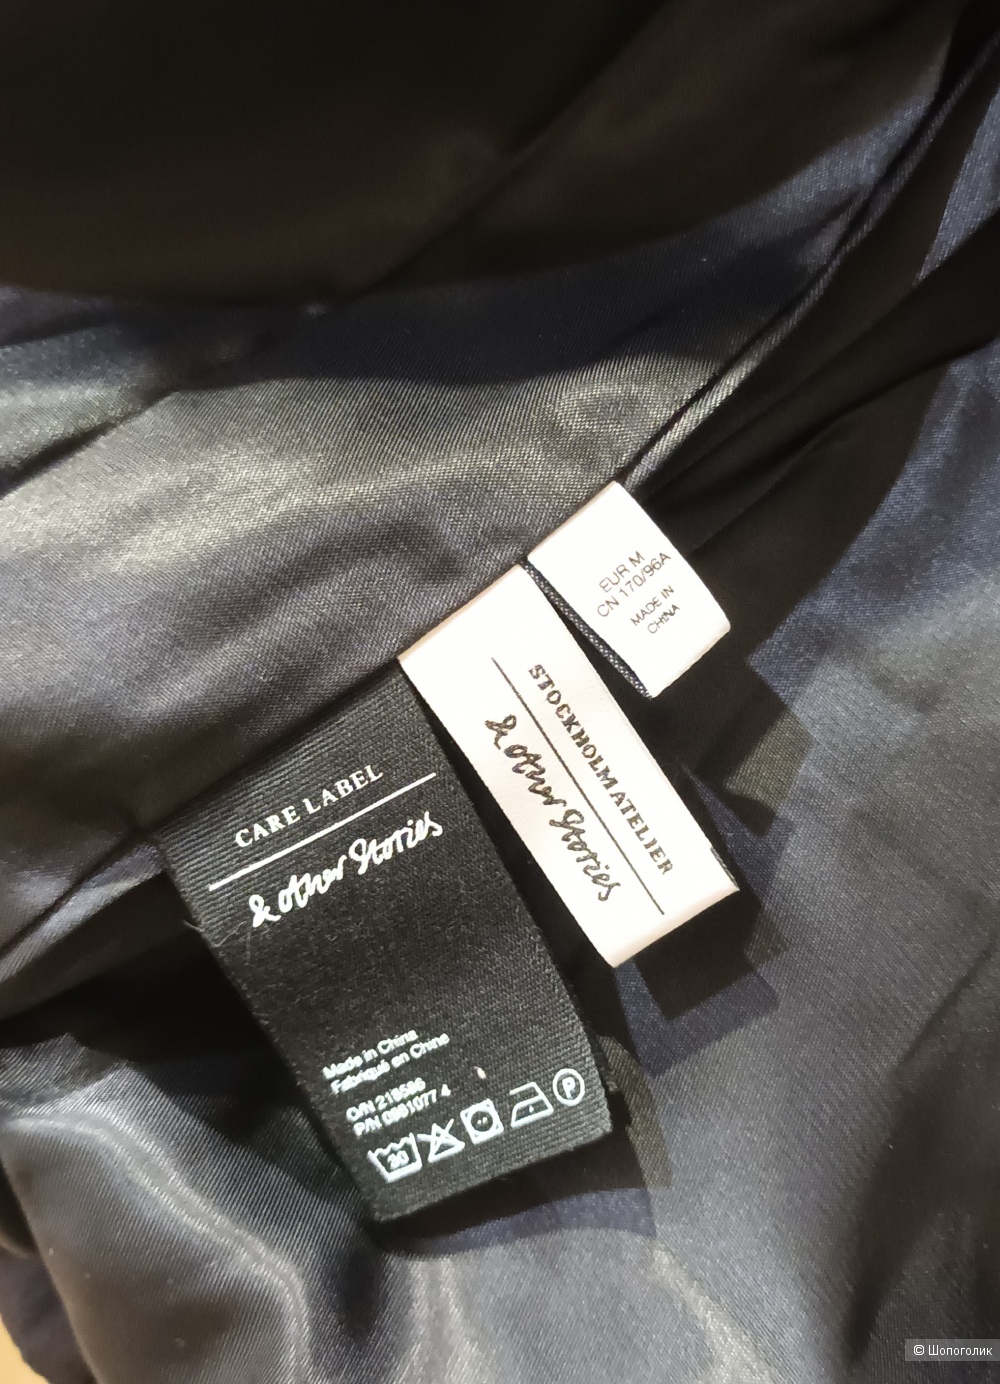 EUR M
CN 170/96A
MADE IN
CHINA
STOCKHOLM ATELIER
& other Stories
CARE LABEL
& other Stories
Made in China
Fabriqué en Chine
P/N 0981077 4
30
P
© Шопоголик